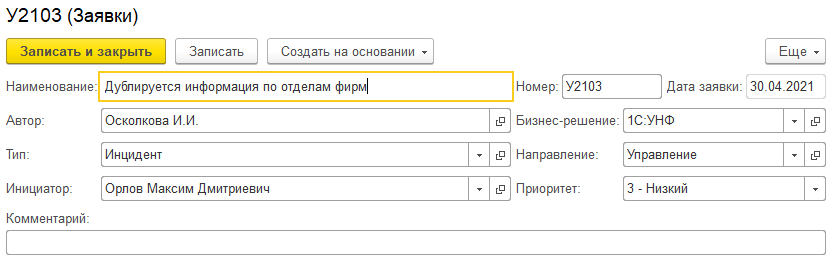 У2103 (Заявки)
Записать и закрыть Записать Создать на основании Еще
Наименование: Дублируется информация по отделам фирм Номер: У2103 Дата заявки: 30.04.2021
Автор: Осколкова И.И. Бизнес-решение: 1С:УНФ
Тип: Инцидент Направление: Управление
Инициатор: Орлов Максим Дмитриевич Приоритет: 3 - Низкий
Комментарий: